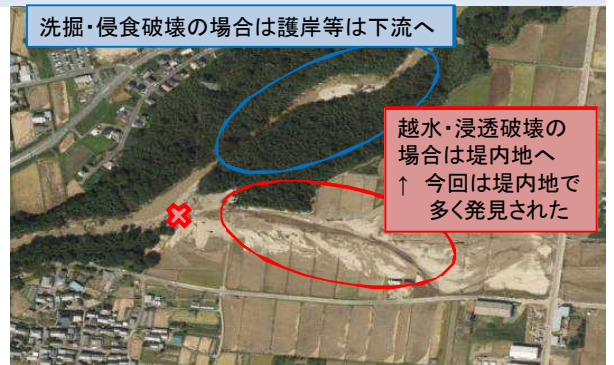 洗掘・侵食破壊の場合は護岸等は下流へ
越水・浸透破壊の
場合は堤内地へ
↑ 今回は堤内地で
多く発見された